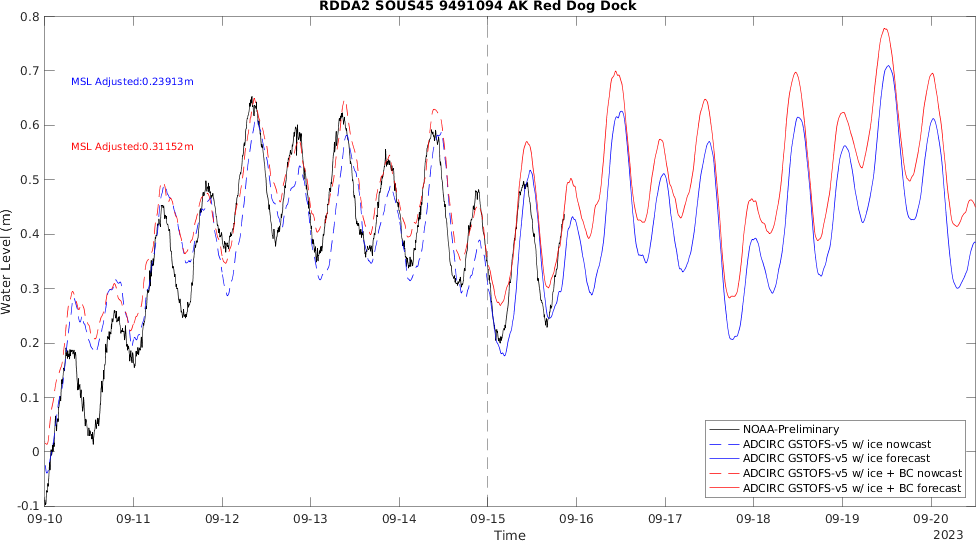 RDDA2 SOUS45 9491094 AK Red Dog Dock
Water Level (m)
0.8
0.7
0.6
0.5
0.4
0.3
0.2
0.1
0
-0.1
MSL Adjusted:0.23913m
MSL Adjusted:0.31152m
NOAA-Preliminary
ADCIRC GSTOFS-v5 w/ ice nowcast
ADCIRC GSTOFS-v5 w/ ice forecast
ADCIRC GSTOFS-v5 w/ ice + BC nowcast
ADCIRC GSTOFS-v5 w/ ice + BC forecast
09-10 09-11 09-12 09-13 09-14 09-15 09-16 09-17 09-18 09-19 09-20
Time
2023